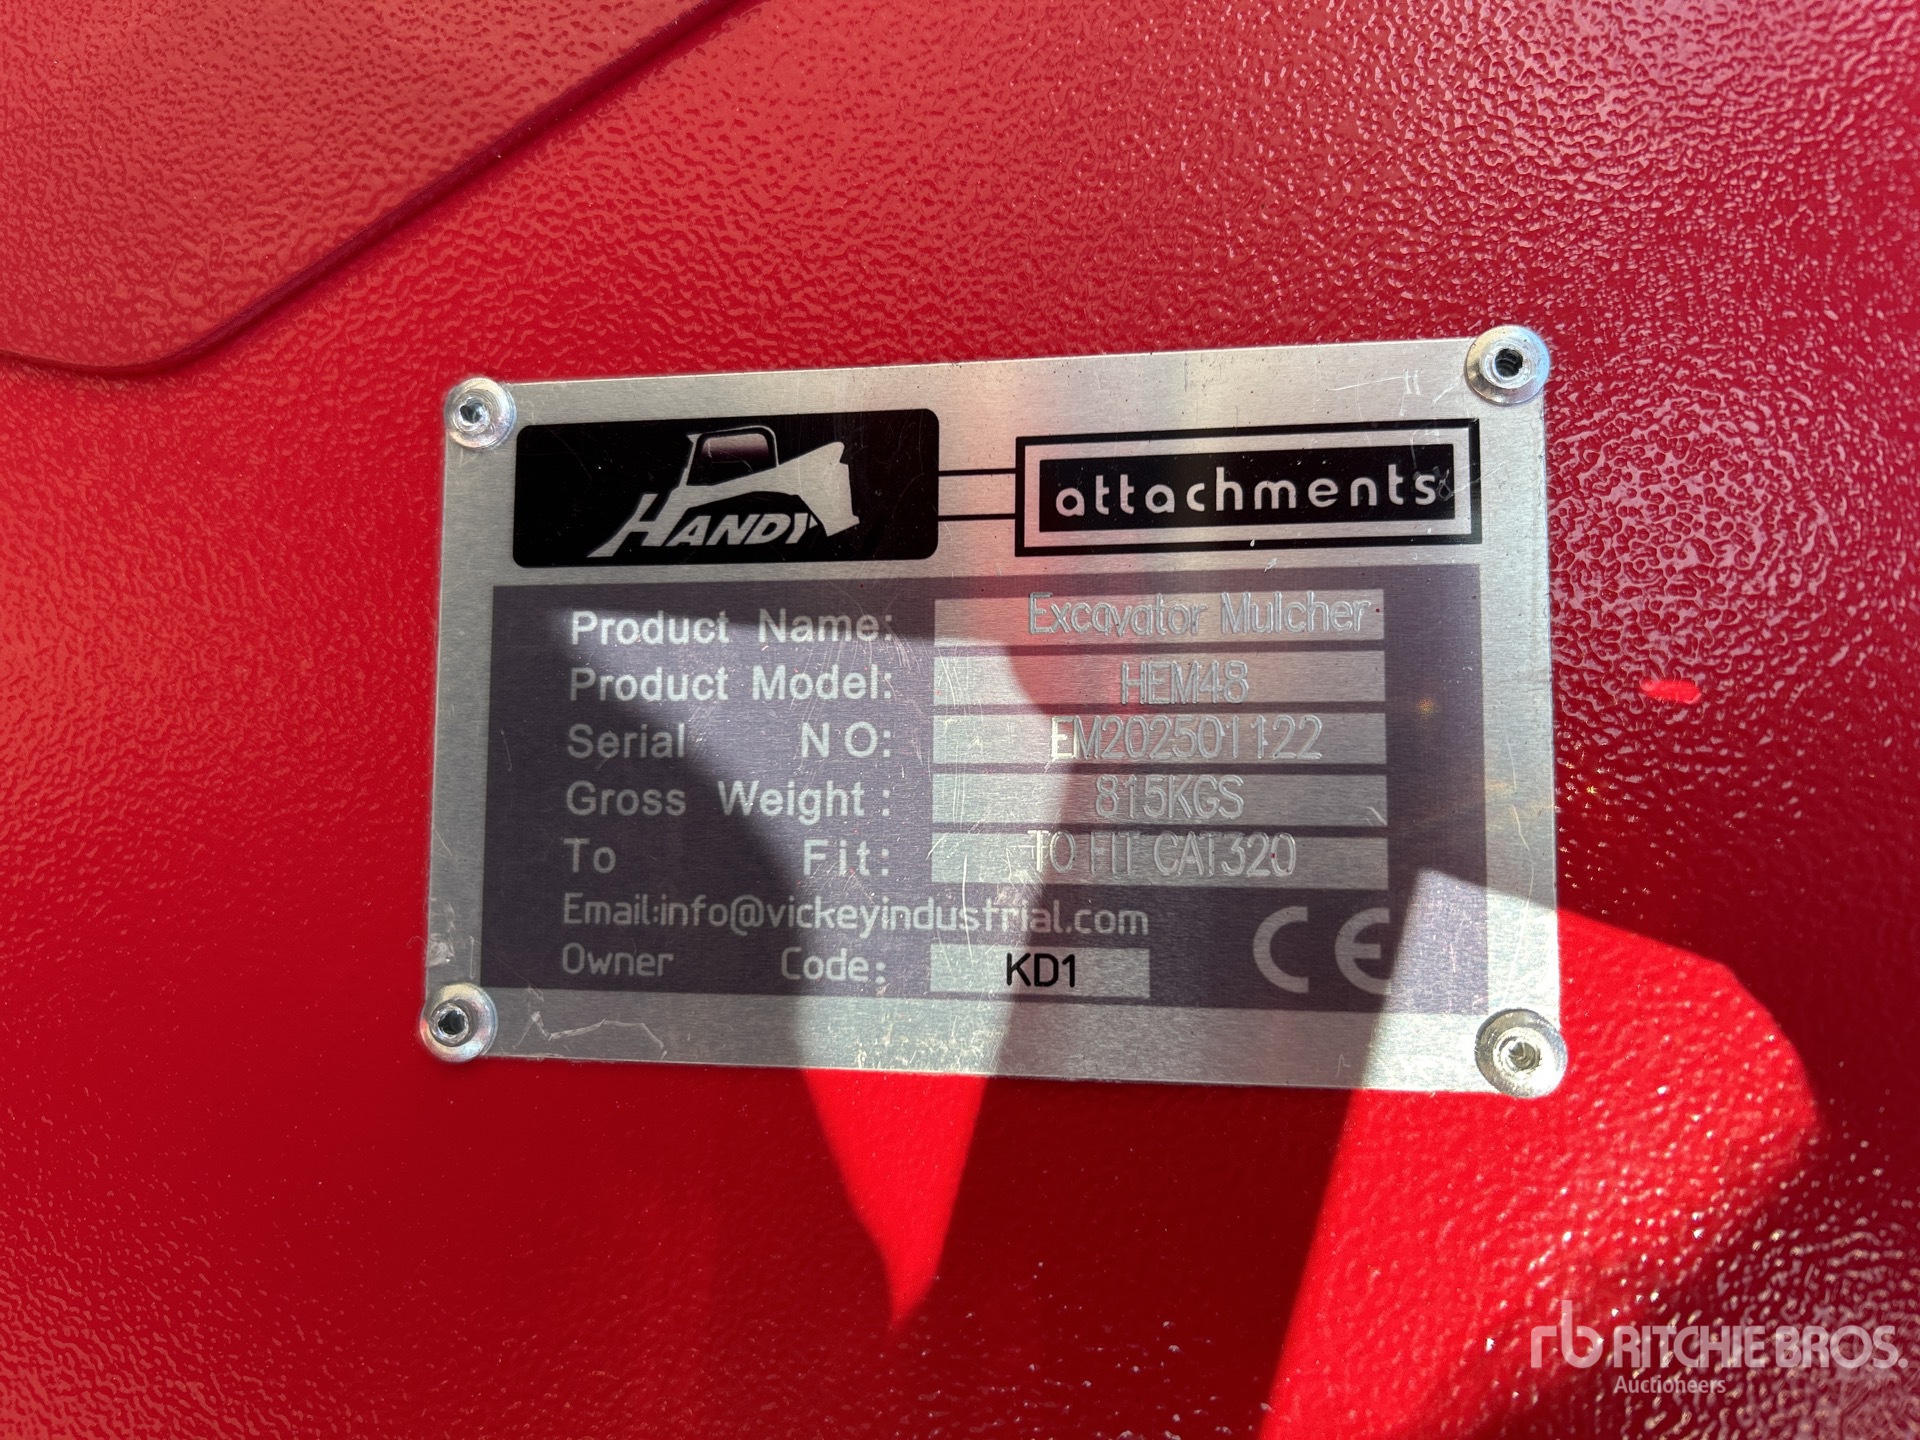 HANDY attachments
Product Name: Excavator Mulcher
Product Model: HEM48
Serial NO: EM202501122
Gross Weight: 815KGS
To Fit: TO FIT CAT320
Email:info@vickeyindustrial.com
Owner Code: KD1 CE
rb RITCHIE BROS.
Auctioneers